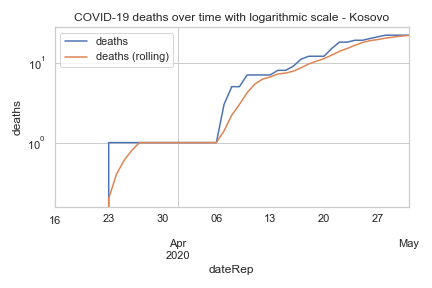 COVID-19 deaths over time with logarithmic scale - Kosovo
deaths
deaths (rolling)
10¹
10⁰
deaths
16 23 30 06 13 20 27
Apr May
2020
dateRep